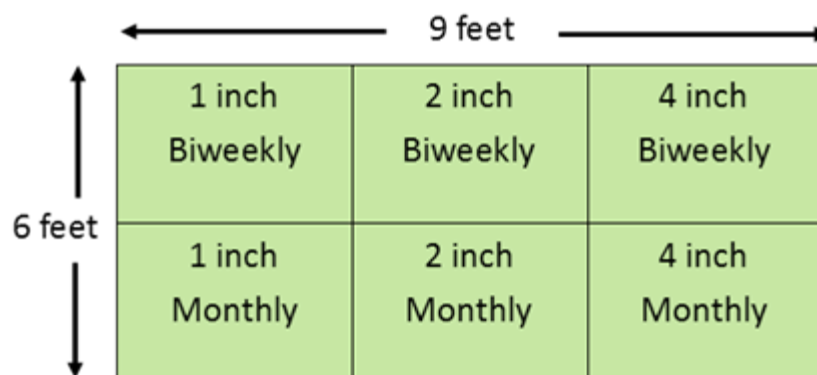 9 feet
1 inch
Biweekly
2 inch
Biweekly
4 inch
Biweekly
6 feet
1 inch
Monthly
2 inch
Monthly
4 inch
Monthly